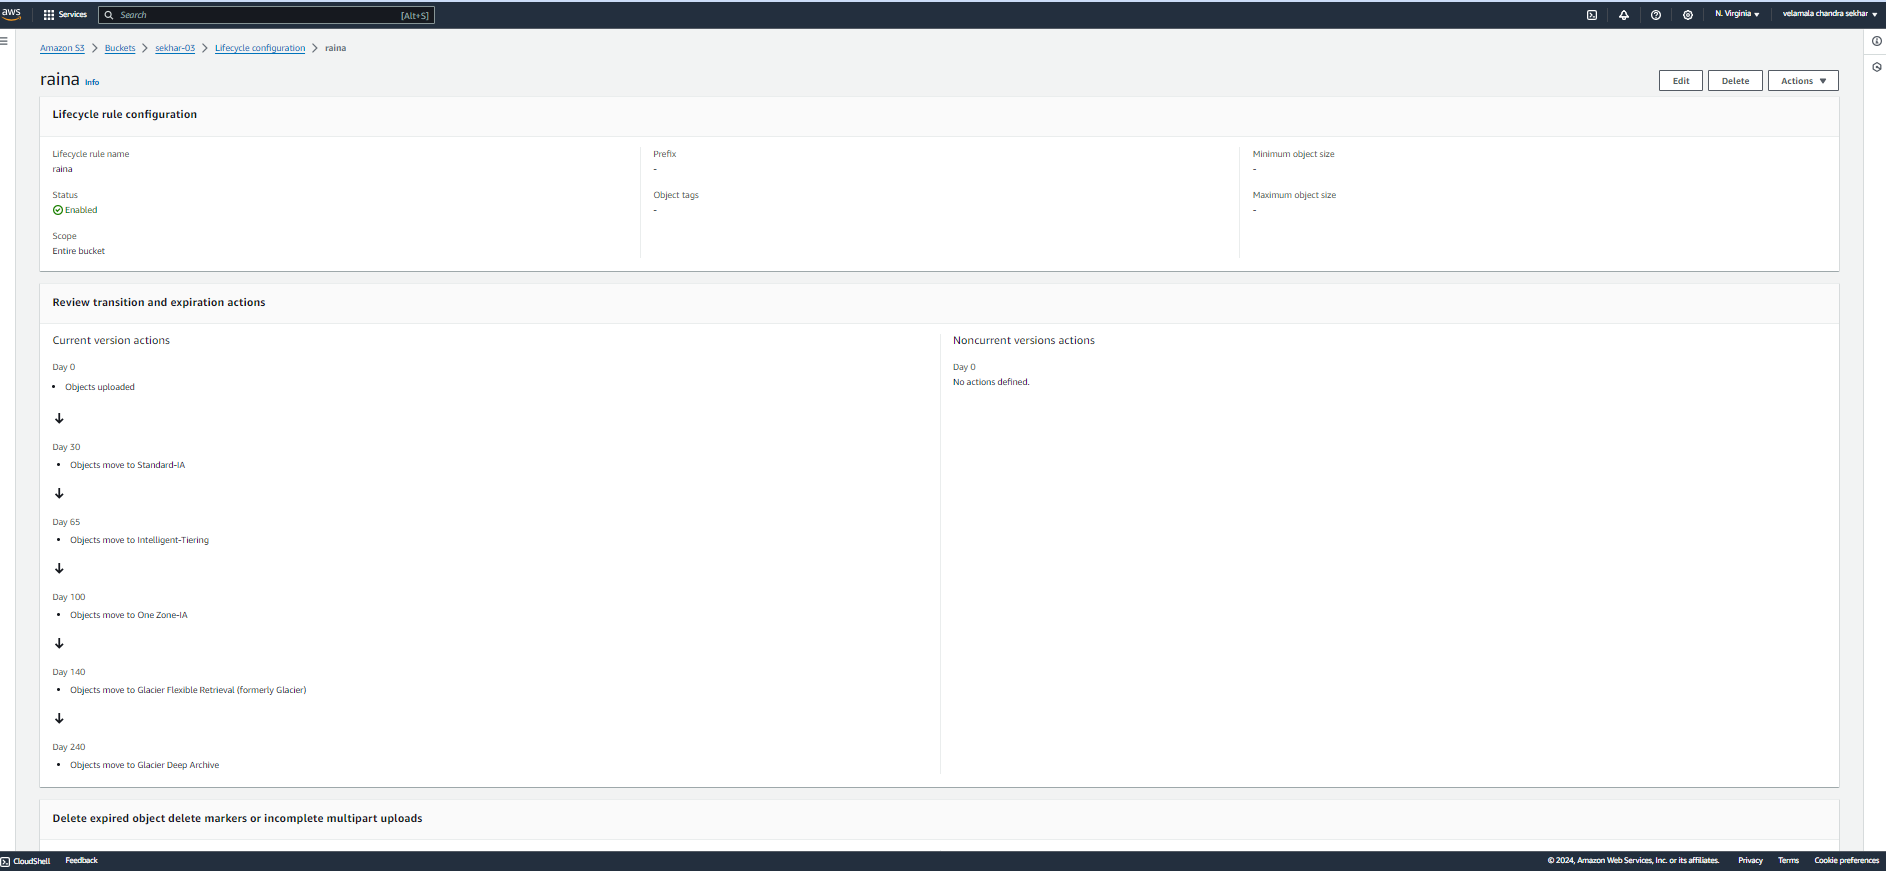 aws Services Search [Alt+S] N. Virginia velamala chandra sekhar
Amazon S3 Buckets sekhar-03 Lifecycle configuration raina
raina Info Edit Delete Actions
Lifecycle rule configuration
Lifecycle rule name
raina
Status
Enabled
Scope
Entire bucket
Prefix
-
Object tags
-
Minimum object size
-
Maximum object size
-
Review transition and expiration actions
Current version actions
Day 0
• Objects uploaded
Day 30
• Objects move to Standard-IA
Day 65
• Objects move to Intelligent-Tiering
Day 100
• Objects move to One Zone-IA
Day 140
• Objects move to Glacier Flexible Retrieval (formerly Glacier)
Day 240
• Objects move to Glacier Deep Archive
Noncurrent versions actions
Day 0
No actions defined.
Delete expired object delete markers or incomplete multipart uploads
CloudShell Feedback © 2024, Amazon Web Services, Inc. or its affiliates. Privacy Terms Cookie preferences